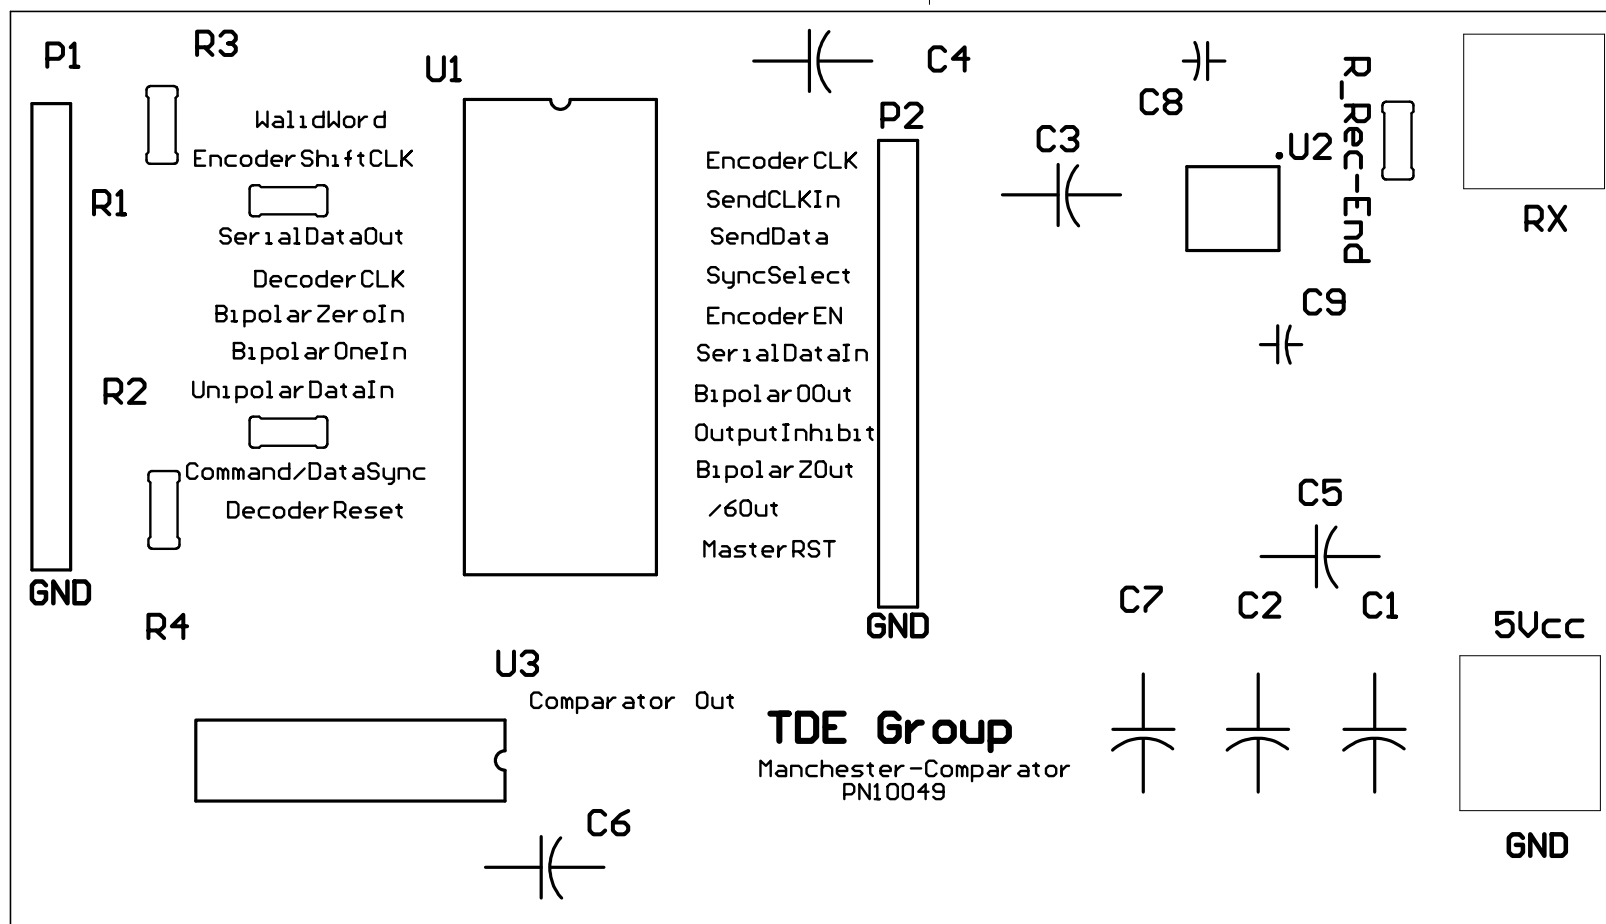 P1
R3
U1
C4
C8
R_Rec-End
P2
C3
.U2
WalidWord
EncoderShiftCLK
R1
SerialDataOut
DecoderCLK
BipolarZeroIn
BipolarOneIn
R2
UnipolarDataIn
Command/DataSync
DecoderReset
GND
R4
EncoderCLK
SendCLKIn
SendData
SyncSelect
EncoderEN
SerialDataIn
BipolarOOut
OutputInhibit
BipolarZOut
/6Out
MasterRST
GND
RX
C9
C5
C7
C2
C1
5Vcc
U3
Comparator Out
TDE Group
Manchester-Comparator
PN10049
C6
GND